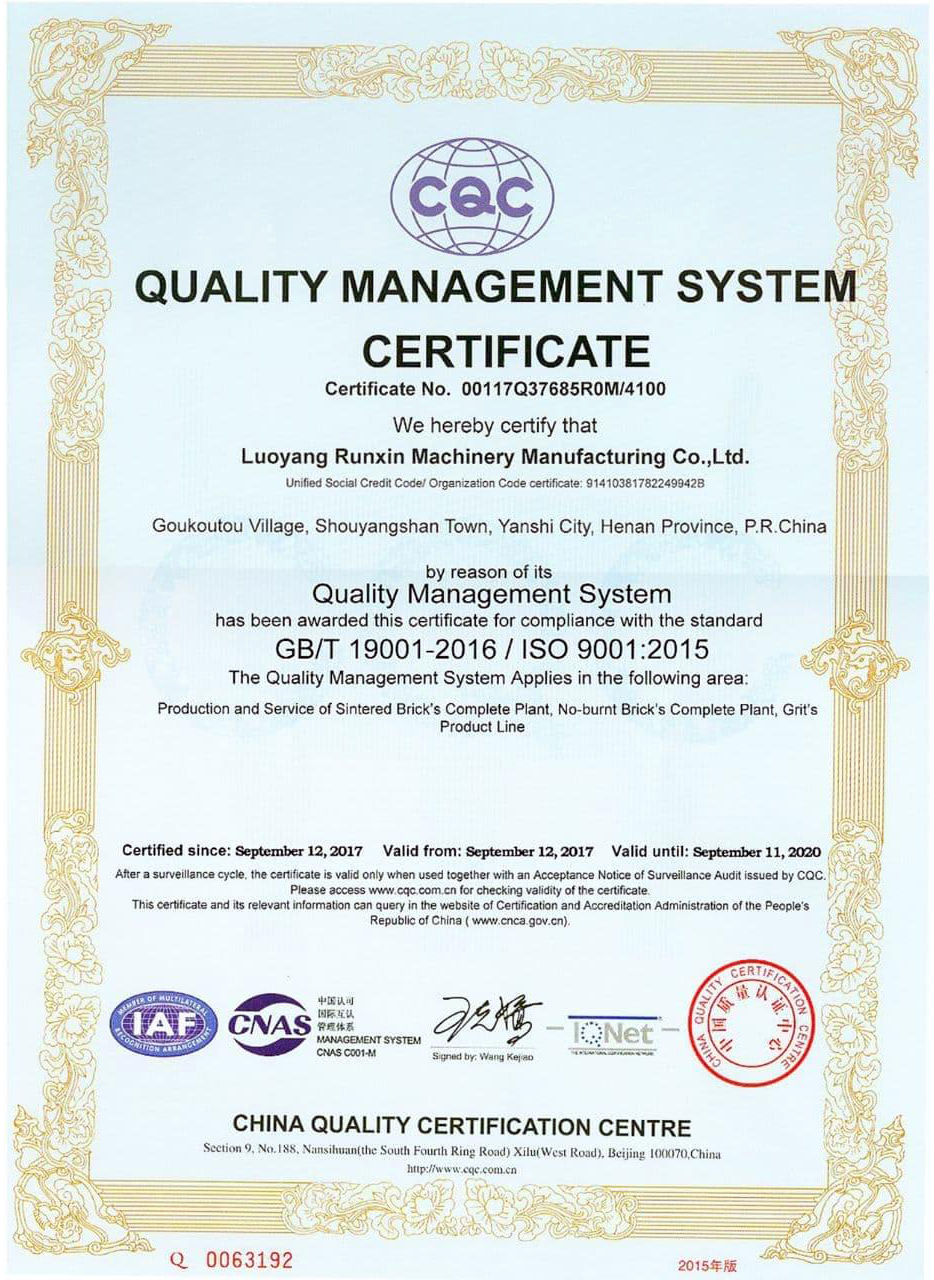 CQC
QUALITY MANAGEMENT SYSTEM
CERTIFICATE
Certificate No. 00117Q37685R0M/4100
We hereby certify that
Luoyang Runxin Machinery Manufacturing Co.,Ltd.
Unified Social Credit Code/ Organization Code certificate: 91410381782249942B
Goukoutou Village, Shouyangshan Town, Yanshi City, Henan Province, P.R.China
by reason of its
Quality Management System
has been awarded this certificate for compliance with the standard
GB/T 19001-2016 / ISO 9001:2015
The Quality Management System Applies in the following area:
Production and Service of Sintered Brick's Complete Plant, No-burnt Brick's Complete Plant, Grit's
Product Line
Certified since: September 12, 2017 Valid from: September 12, 2017 Valid until: September 11, 2020
After a surveillance cycle, the certificate is valid only when used together with an Acceptance Notice of Surveillance Audit issued by CQC.
Please access www.cqc.com.cn for checking validity of the certificate.
This certificate and its relevant information can query in the website of Certification and Accreditation Administration of the People's
Republic of China ( www.cnca.gov.cn).
MEMBER OF MULTILATERAL
IAF
RECOGNITION ARRANGEMENT
CNAS
中国认可
国际互认
管理体系
MANAGEMENT SYSTEM
CNAS C001-M
Signed by: Wang Kejiao
IQNet
THE INTERNATIONAL CERTIFICATION NETWORK
CHINA QUALITY CERTIFICATION CENTRE
中国质量认证中心
CHINA QUALITY CERTIFICATION CENTRE
Section 9, No.188, Nansihuan(the South Fourth Ring Road) Xilu(West Road), Beijing 100070,China
http://www.cqc.com.cn
Q 0063192
2015年版